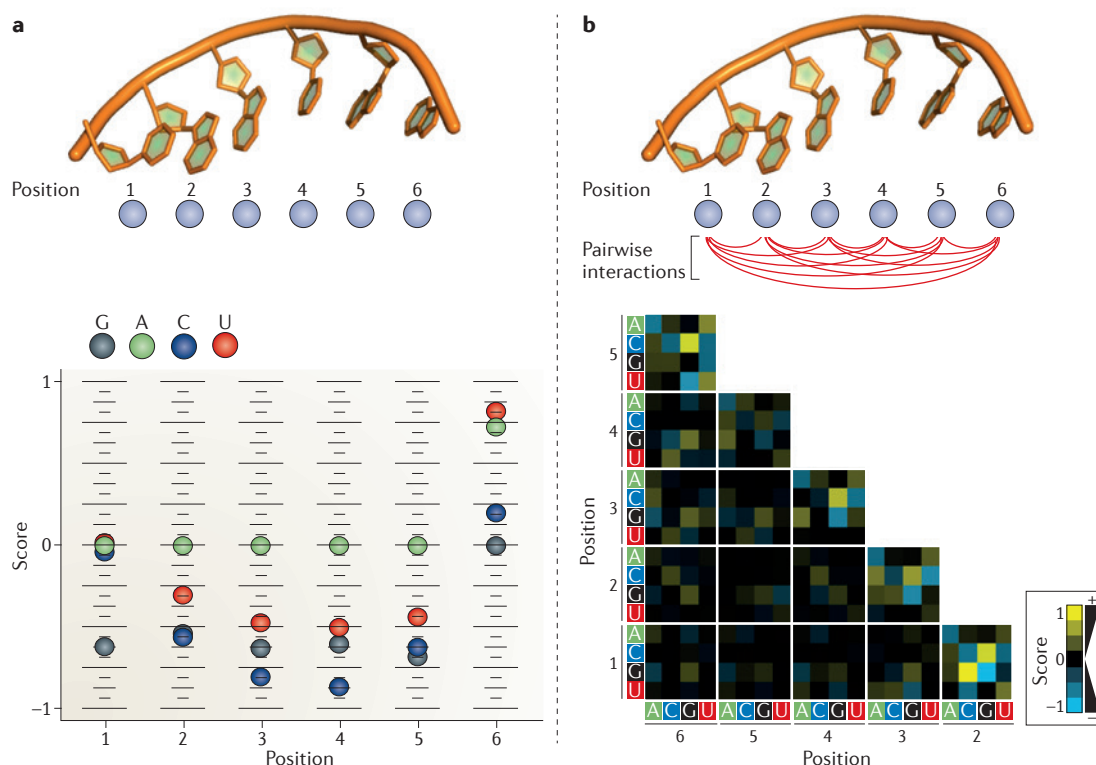 a
Position
1 2 3 4 5 6
G A C U
1
0
−1
Score
1 2 3 4 5 6
Position
b
Position
1 2 3 4 5 6
Pairwise
interactions
A
C
G
U
5
A
C
G
U
4
A
C
G
U
3
A
C
G
U
2
A
C
G
U
1
Position
A C G U A C G U A C G U A C G U A C G U
6 5 4 3 2
Position
Score
1
0
−1
+
−